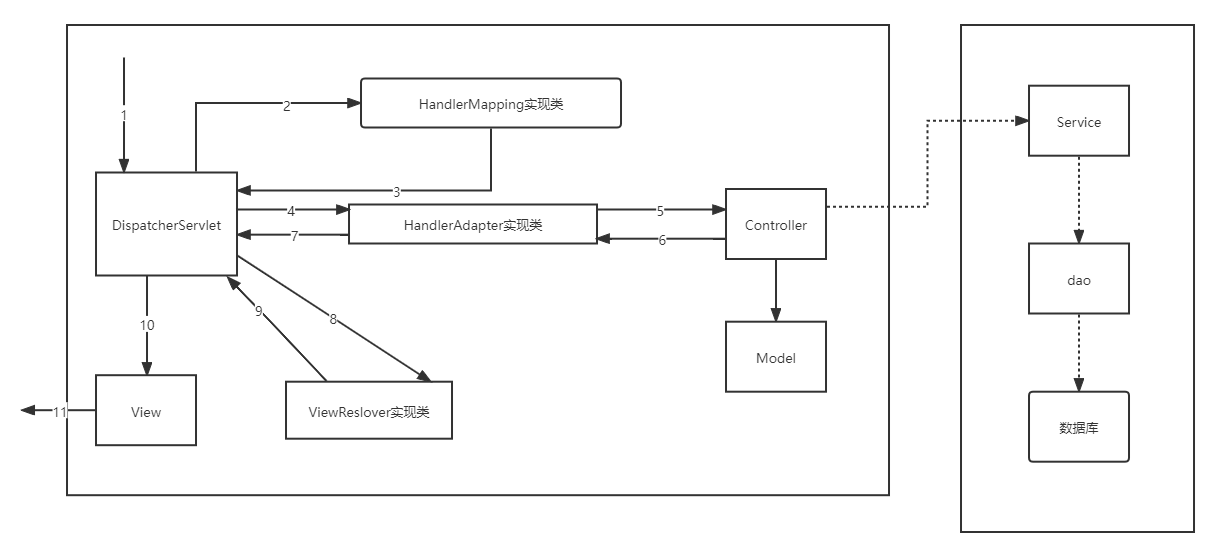 1
2
HandlerMapping实现类
Service
3
4
5
DispatcherServlet
HandlerAdapter实现类
Controller
7
6
dao
9
8
10
Model
11
View
ViewReslover实现类
数据库